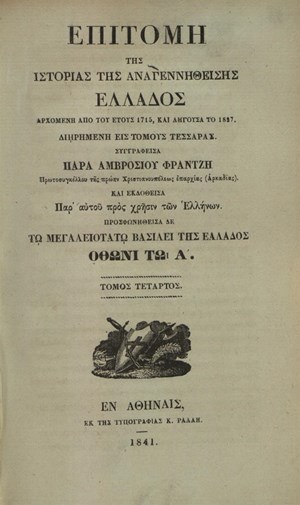 ΕΠΙΤΟΜΗ
ΤΗΣ
ΙΣΤΟΡΙΑΣ ΤΗΣ ΑΝΑΓΕΝΝΗΘΕΙΣΗΣ
ΕΛΛΑΔΟΣ
ΑΡΧΟΜΕΝΗ ΑΠΟ ΤΟΥ ΕΤΟΥΣ 1715, ΚΑΙ ΛΗΓΟΥΣΑ ΤΟ 1837.
ΔΙΗΡΗΜΕΝΗ ΕΙΣ ΤΟΜΟΥΣ ΤΕΣΣΑΡΑΣ.
ΣΥΓΓΡΑΦΕΙΣΑ
ΠΑΡΑ ΑΜΒΡΟΣΙΟΥ ΦΡΑΝΤΖΗ
Πρωτοσυγκέλλου τῆς πρώην Χριστιανουπόλεως ἐπαρχίας (Ἀρκαδίας).
ΚΑΙ ΕΚΔΟΘΕΙΣΑ
Παρ' αὐτοῦ πρὸς χρῆσιν τῶν Ἑλλήνων.
ΠΡΟΣΦΩΝΗΘΕΙΣΑ ΔΕ
ΤΩ ΜΕΓΑΛΕΙΟΤΑΤΩ ΒΑΣΙΛΕΙ ΤΗΣ ΕΛΛΑΔΟΣ
ΟΘΩΝΙ ΤΩι Α'.
ΤΟΜΟΣ ΤΕΤΑΡΤΟΣ.
ΕΝ ΑΘΗΝΑΙΣ,
ΕΚ ΤΗΣ ΤΥΠΟΓΡΑΦΙΑΣ Κ. ΡΑΛΛΗ.
1841.